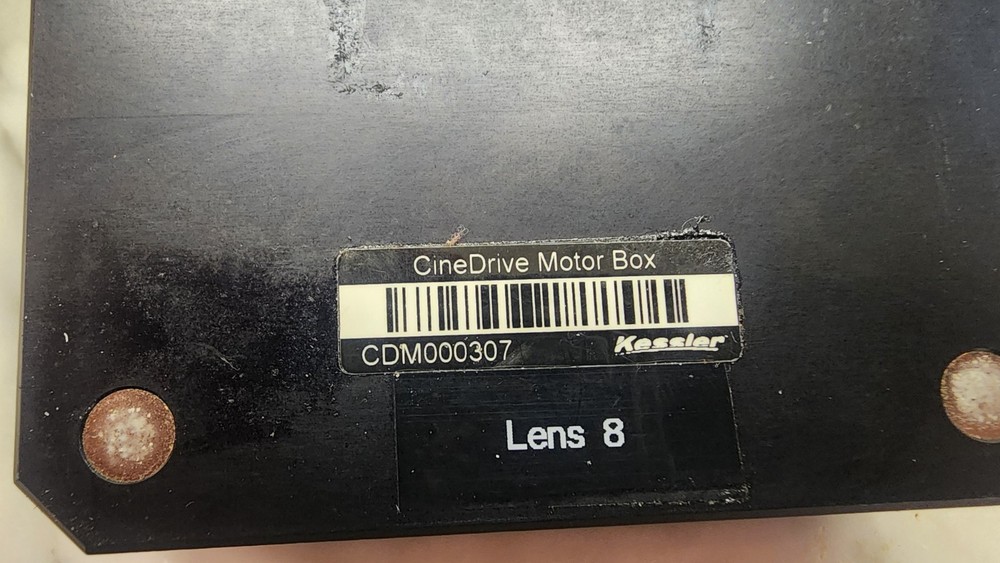 CineDrive Motor Box
CDM000307 Kessler
Lens 8